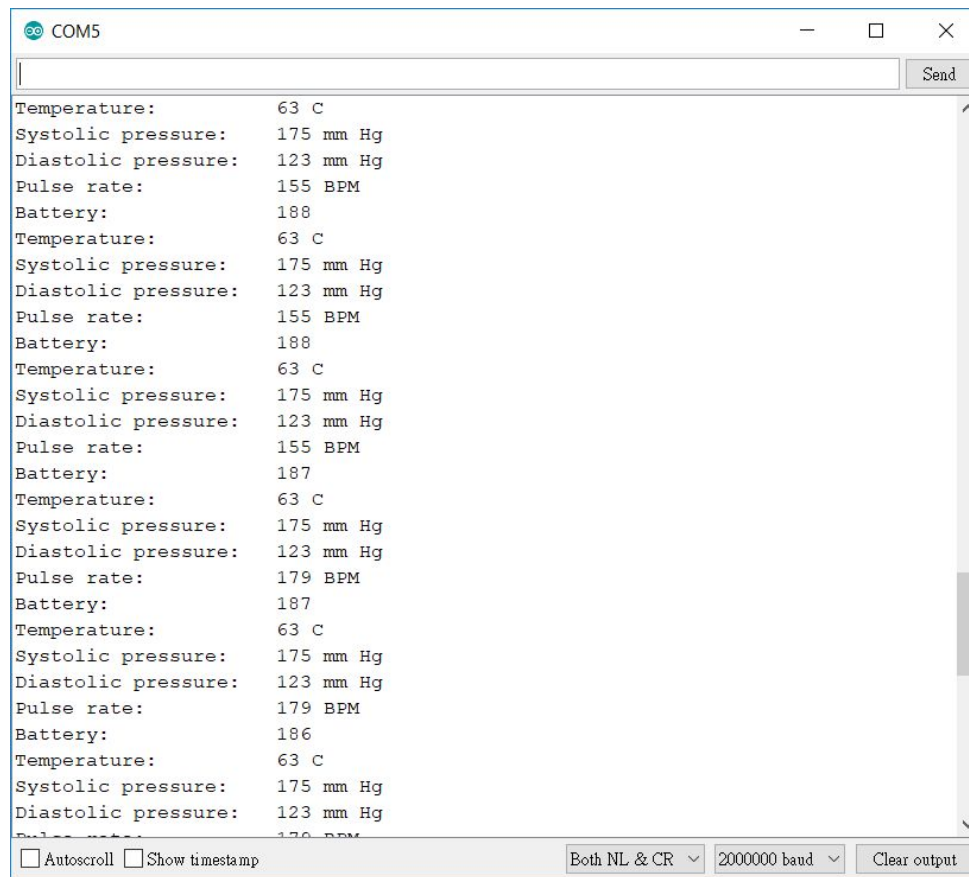 COM5
Send
Temperature: 63 C
Systolic pressure: 175 mm Hg
Diastolic pressure: 123 mm Hg
Pulse rate: 155 BPM
Battery: 188
Temperature: 63 C
Systolic pressure: 175 mm Hg
Diastolic pressure: 123 mm Hg
Pulse rate: 155 BPM
Battery: 188
Temperature: 63 C
Systolic pressure: 175 mm Hg
Diastolic pressure: 123 mm Hg
Pulse rate: 155 BPM
Battery: 187
Temperature: 63 C
Systolic pressure: 175 mm Hg
Diastolic pressure: 123 mm Hg
Pulse rate: 179 BPM
Battery: 187
Temperature: 63 C
Systolic pressure: 175 mm Hg
Diastolic pressure: 123 mm Hg
Pulse rate: 179 BPM
Battery: 186
Temperature: 63 C
Systolic pressure: 175 mm Hg
Diastolic pressure: 123 mm Hg
Pulse rate: 179 BPM
Autoscroll Show timestamp Both NL & CR 2000000 baud Clear output